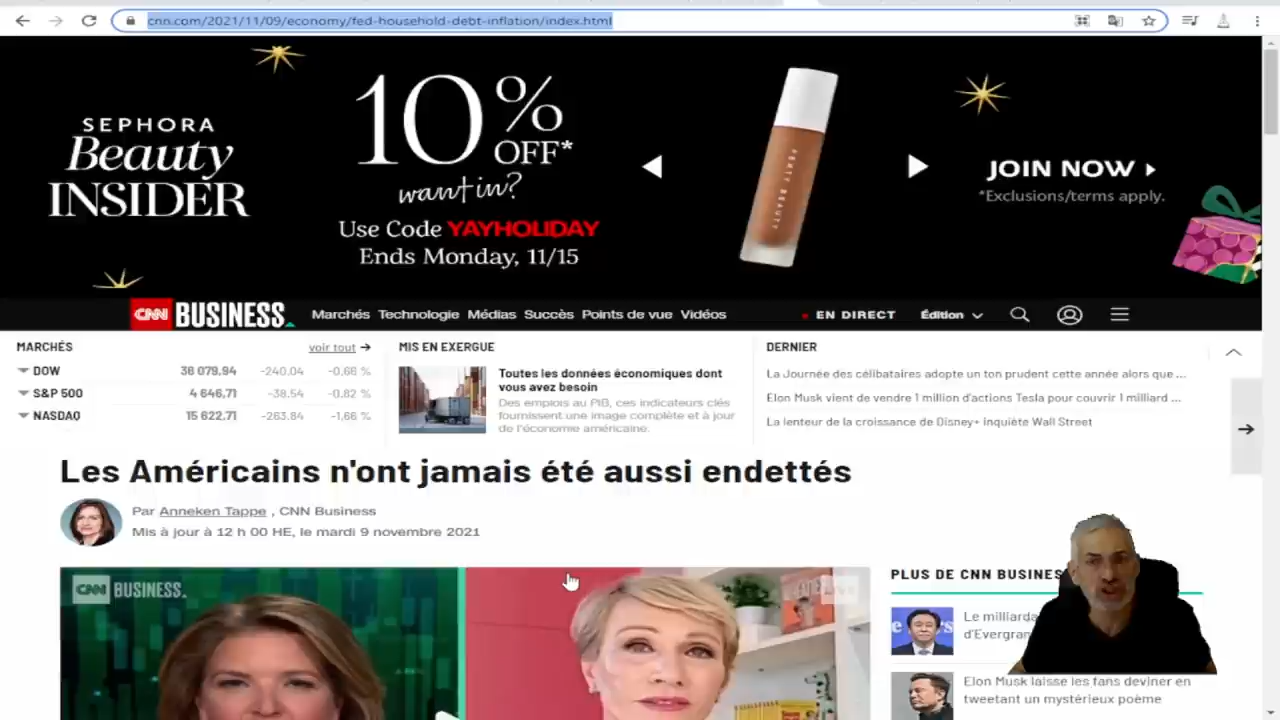 cnn.com/2021/11/09/economy/fed-household-debt-inflation/index.html
SEPHORA
Beauty
INSIDER
10%
OFF*
want in?
Use Code YAYHOLIDAY
Ends Monday, 11/15
FENTY BEAUTY
JOIN NOW
*Exclusions/terms apply.
CNN BUSINESS
Marchés Technologie Médias Succès Points de vue Vidéos
EN DIRECT
Édition
MARCHÉS
voir tout
DOW 36 079,94 -240.04 -0,66 %
S&P 500 4 646,71 -38,54 -0.82 %
NASDAQ 15 622,71 -263.84 -1,66 %
MIS EN EXERGUE
Toutes les données économiques dont
vous avez besoin
Des emplois au PIB, ces indicateurs clés
fournissent une image complète et à jour
de l'économie américaine.
DERNIER
La Journée des célibataires adopte un ton prudent cette année alors que ...
Elon Musk vient de vendre 1 million d'actions Tesla pour couvrir 1 milliard ...
La lenteur de la croissance de Disney+ inquiète Wall Street
Les Américains n'ont jamais été aussi endettés
Par Anneken Tappe , CNN Business
Mis à jour à 12 h 00 HE, le mardi 9 novembre 2021
CNN BUSINESS
PLUS DE CNN BUSINES
Le milliarda
d'Evergran
Elon Musk laisse les fans deviner en
tweetant un mystérieux poème